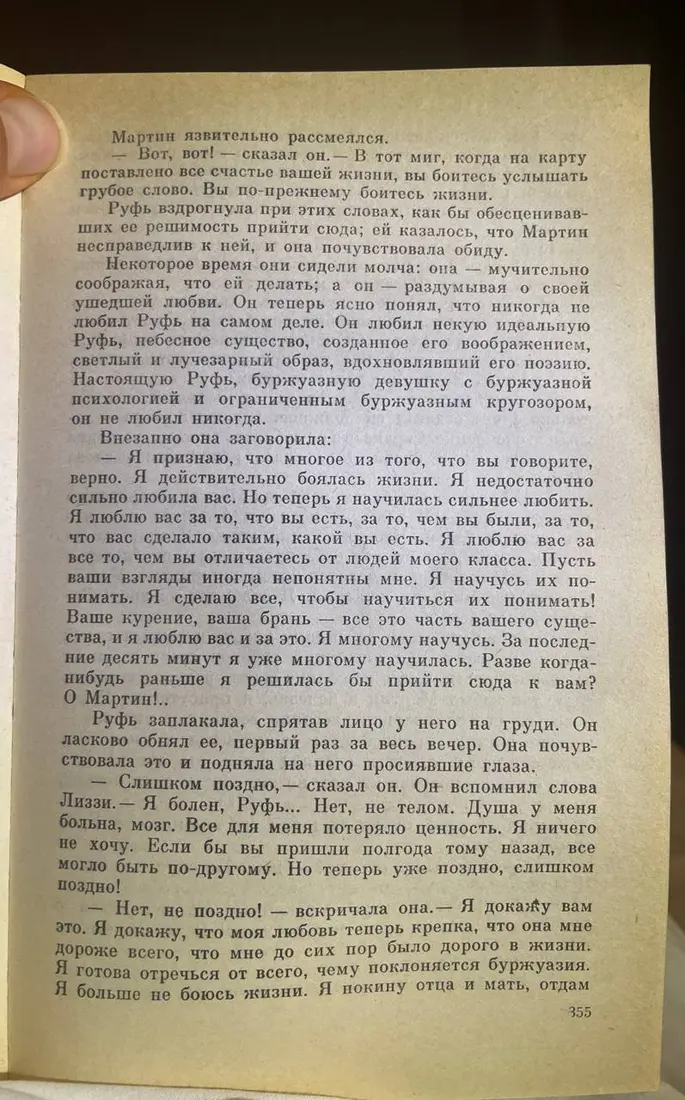 Мартин язвительно рассмеялся.
— Вот, вот! — сказал он.— В тот миг, когда на карту
поставлено все счастье вашей жизни, вы боитесь услышать
грубое слово. Вы по-прежнему боитесь жизни.
Руфь вздрогнула при этих словах, как бы обесценивав-
ших ее решимость прийти сюда; ей казалось, что Мартин
несправедлив к ней, и она почувствовала обиду.
Некоторое время они сидели молча: она — мучительно
соображая, что ей делать; а он — раздумывая о своей
ушедшей любви. Он теперь ясно понял, что никогда не
любил Руфь на самом деле. Он любил некую идеальную
Руфь, небесное существо, созданное его воображением,
светлый и лучезарный образ, вдохновлявший его поэзию.
Настоящую Руфь, буржуазную девушку с буржуазной
психологией и ограниченным буржуазным кругозором,
он не любил никогда.
Внезапно она заговорила:
— Я признаю, что многое из того, что вы говорите,
верно. Я действительно боялась жизни. Я недостаточно
сильно любила вас. Но теперь я научилась сильнее любить.
Я люблю вас за то, что вы есть, за то, чем вы были, за то,
что вас сделало таким, какой вы есть. Я люблю вас за
все то, чем вы отличаетесь от людей моего класса. Пусть
ваши взгляды иногда непонятны мне. Я научусь их по-
нимать. Я сделаю все, чтобы научиться их понимать!
Ваше курение, ваша брань — все это часть вашего суще-
ства, и я люблю вас и за это. Я многому научусь. За послед-
ние десять минут я уже многому научилась. Разве когда-
нибудь раньше я решилась бы прийти сюда к вам?
О Мартин!..
Руфь заплакала, спрятав лицо у него на груди. Он
ласково обнял ее, первый раз за весь вечер. Она почув-
ствовала это и подняла на него просиявшие глаза.
— Слишком поздно,— сказал он. Он вспомнил слова
Лиззи.— Я болен, Руфь... Нет, не телом. Душа у меня
больна, мозг. Все для меня потеряло ценность. Я ничего
не хочу. Если бы вы пришли полгода тому назад, все
могло быть по-другому. Но теперь уже поздно, слишком
поздно!
— Нет, не поздно! — вскричала она.— Я докажу вам
это. Я докажу, что моя любовь теперь крепка, что она мне
дороже всего, что мне до сих пор было дорого в жизни.
Я готова отречься от всего, чему поклоняется буржуазия.
Я больше не боюсь жизни. Я покину отца и мать, отдам
355